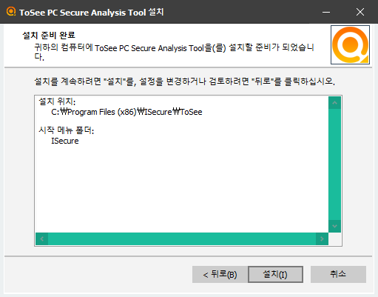 ToSee PC Secure Analysis Tool 설치
설치 준비 완료
귀하의 컴퓨터에 ToSee PC Secure Analysis Tool을(를) 설치할 준비가 되었습니
다.
설치를 계속하려면 "설치"를, 설정을 변경하거나 검토하려면 "뒤로"를 클릭하십시오.
설치 위치:
C:₩Program Files (x86)₩ISecure₩ToSee
시작 메뉴 폴더:
ISecure
< 뒤로(B)
설치(I)
취소